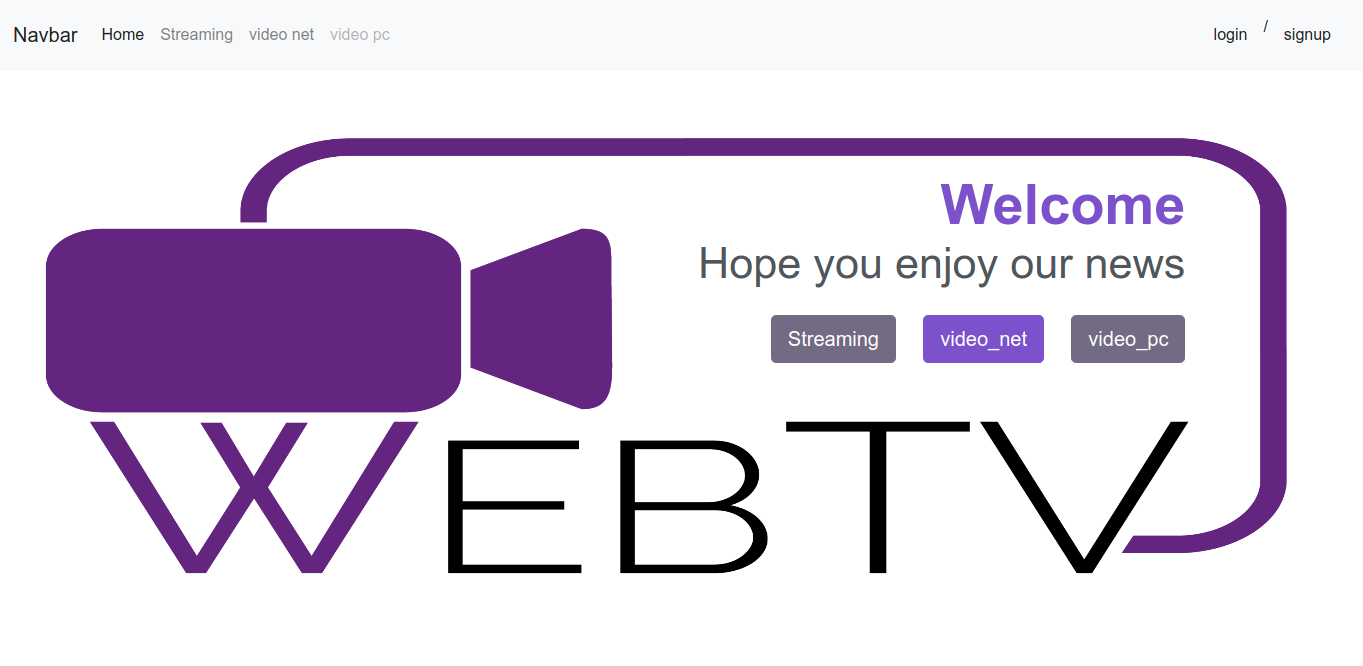 Navbar Home Streaming video net video pc login / signup
Welcome
Hope you enjoy our news
Streaming video_net video_pc
WEBTV